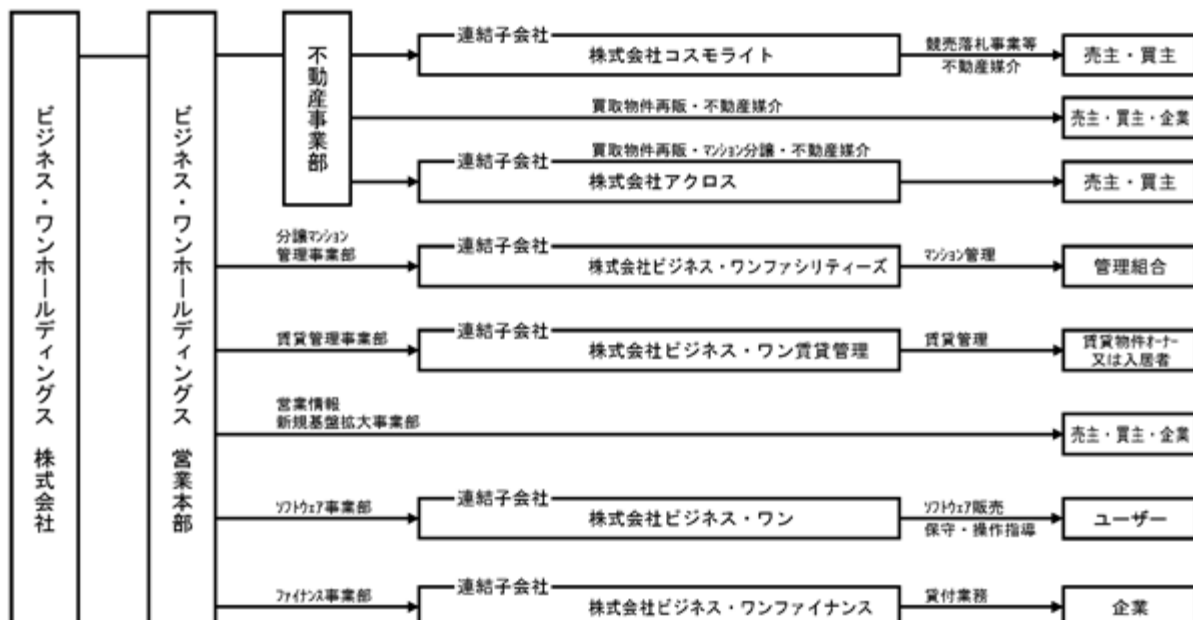 ビジネス・ワンホールディングス 株式会社
ビジネス・ワンホールディングス 営業本部
不動産事業部
連結子会社
株式会社コスモライト
競売落札事業等
不動産媒介
売主・買主
買取物件再販・不動産媒介
売主・買主・企業
買取物件再販・ﾏﾝｼｮﾝ分譲・不動産媒介
連結子会社
株式会社アクロス
売主・買主
分譲ﾏﾝｼｮﾝ
管理事業部
連結子会社
株式会社ビジネス・ワンファシリティーズ
ﾏﾝｼｮﾝ管理
管理組合
賃貸管理事業部
連結子会社
株式会社ビジネス・ワン賃貸管理
賃貸管理
賃貸物件ｵｰﾅｰ
又は入居者
営業情報
新規基盤拡大事業部
売主・買主・企業
ｿﾌﾄｳｪｱ事業部
連結子会社
株式会社ビジネス・ワン
ｿﾌﾄｳｪｱ販売
保守・操作指導
ユーザー
ﾌｧｲﾅﾝｽ事業部
連結子会社
株式会社ビジネス・ワンファイナンス
貸付業務
企業